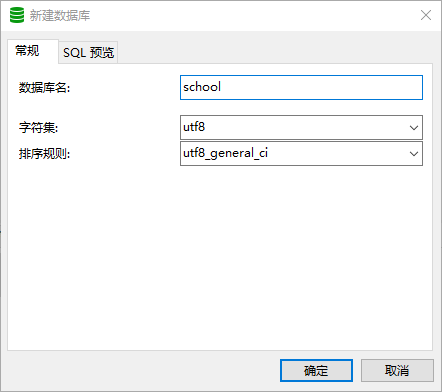 新建数据库
常规
SQL 预览
数据库名:
school
字符集:
utf8
排序规则:
utf8_general_ci
确定
取消